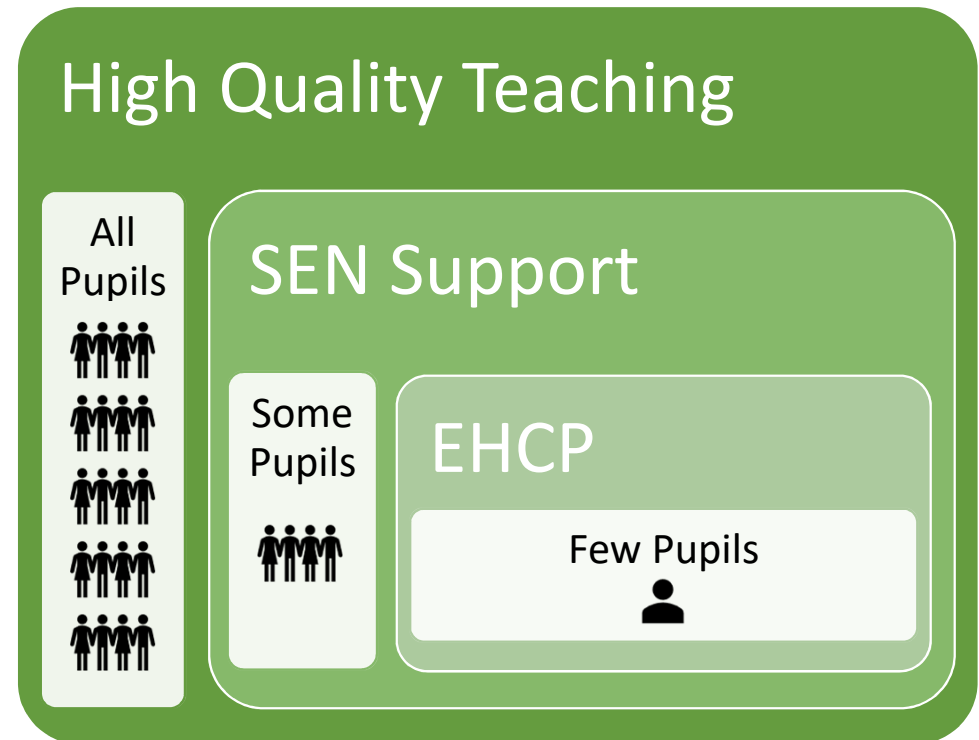 High Quality Teaching
All
Pupils
SEN Support
Some
Pupils
EHCP
Few Pupils